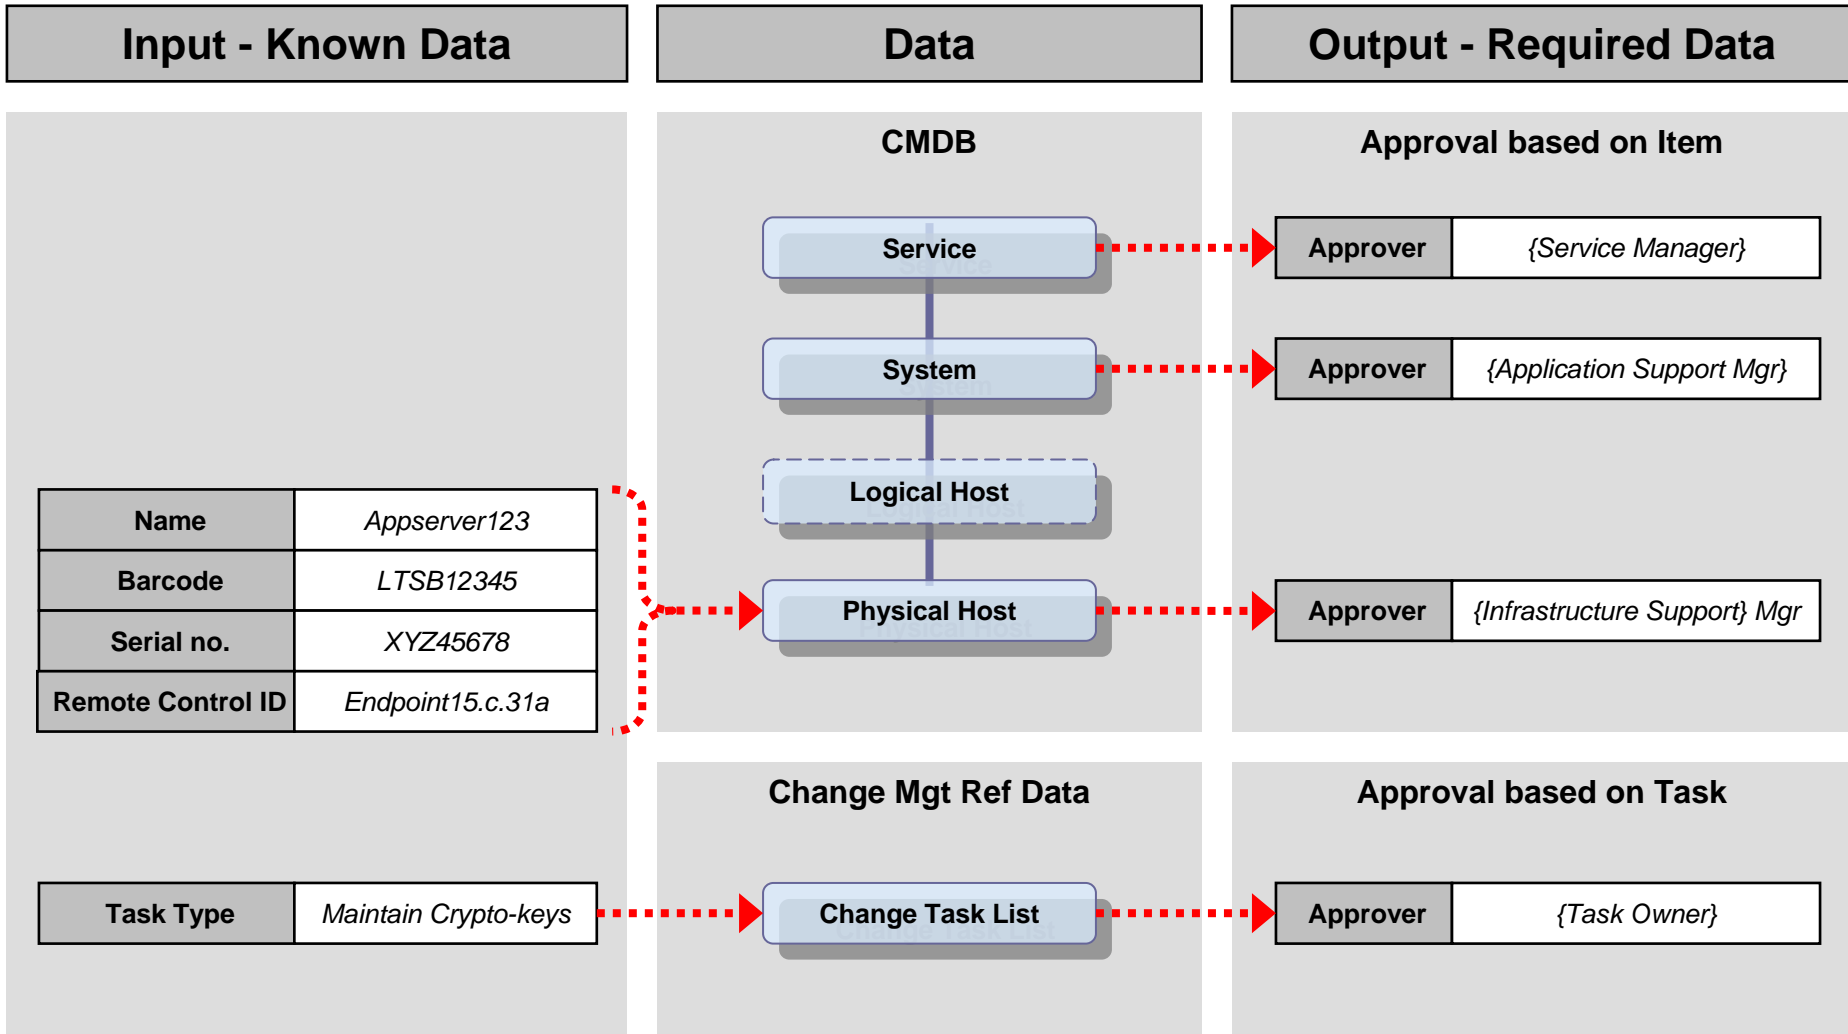 Input - Known Data
Data
Output - Required Data
CMDB
Approval based on Item
Service
Approver
{Service Manager}
System
Approver
{Application Support Mgr}
Logical Host
Name
Appserver123
Barcode
LTSB12345
Physical Host
Approver
{Infrastructure Support} Mgr
Serial no.
XYZ45678
Remote Control ID
Endpoint15.c.31a
Change Mgt Ref Data
Approval based on Task
Task Type
Maintain Crypto-keys
Change Task List
Approver
{Task Owner}